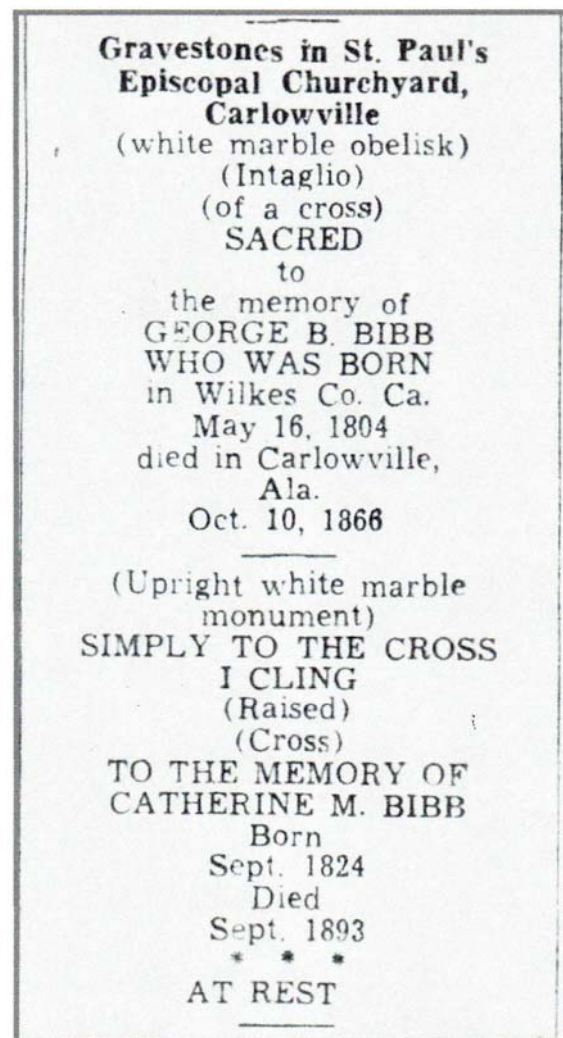 Gravestones in St. Paul's
Episcopal Churchyard,
Carlowville
(white marble obelisk)
(Intaglio)
(of a cross)
SACRED
to
the memory of
GEORGE B. BIBB
WHO WAS BORN
in Wilkes Co. Ca.
May 16, 1804
died in Carlowville,
Ala.
Oct. 10, 1866
(Upright white marble
monument)
SIMPLY TO THE CROSS
I CLING
(Raised)
(Cross)
TO THE MEMORY OF
CATHERINE M. BIBB
Born
Sept. 1824
Died
Sept. 1893
* * *
AT REST